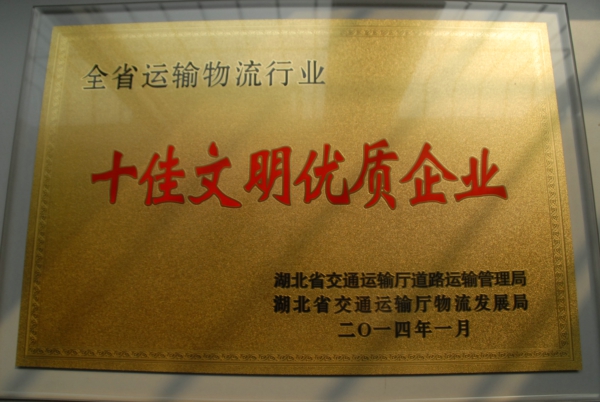 全省运输物流行业
十佳文明优质企业
湖北省交通运输厅道路运输管理局
湖北省交通运输厅物流发展局
二〇一四年一月